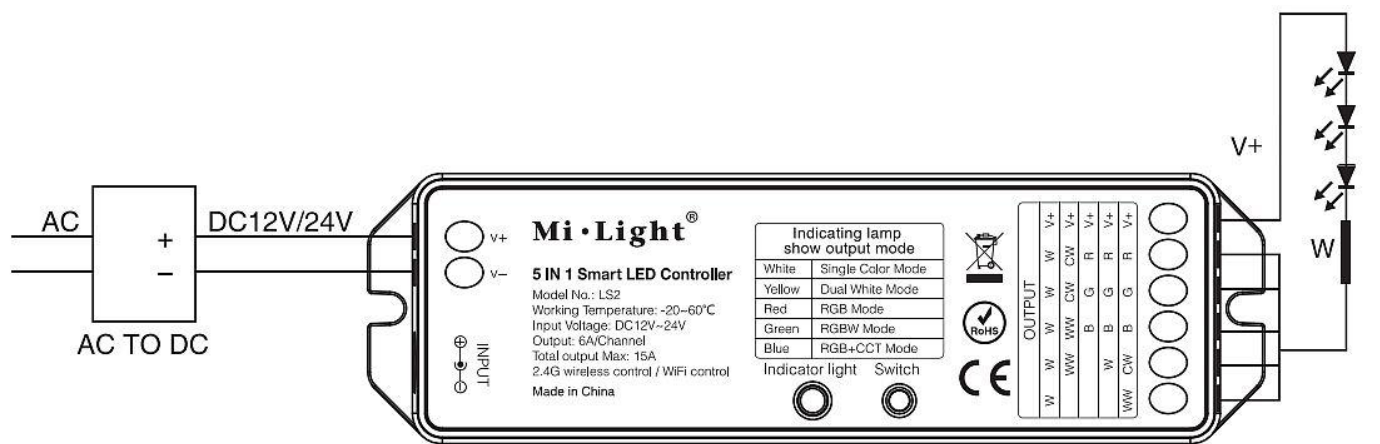 AC
+
−
DC12V/24V
AC TO DC
V+
V−
⊕
⊖
INPUT
Mi·Light®
5 IN 1 Smart LED Controller
Model No.: LS2
Working Temperature: -20~60℃
Input Voltage: DC12V~24V
Output: 6A/Channel
Total output Max: 15A
2.4G wireless control / WiFi control
Made in China
Indicating lamp
show output mode
White Single Color Mode
Yellow Dual White Mode
Red RGB Mode
Green RGBW Mode
Blue RGB+CCT Mode
Indicator light Switch
RoHS
CE
OUTPUT
W W W W W V+
WW WW CW CW V+
B G R V+
W B G R V+
WW CW B G R V+
V+
W